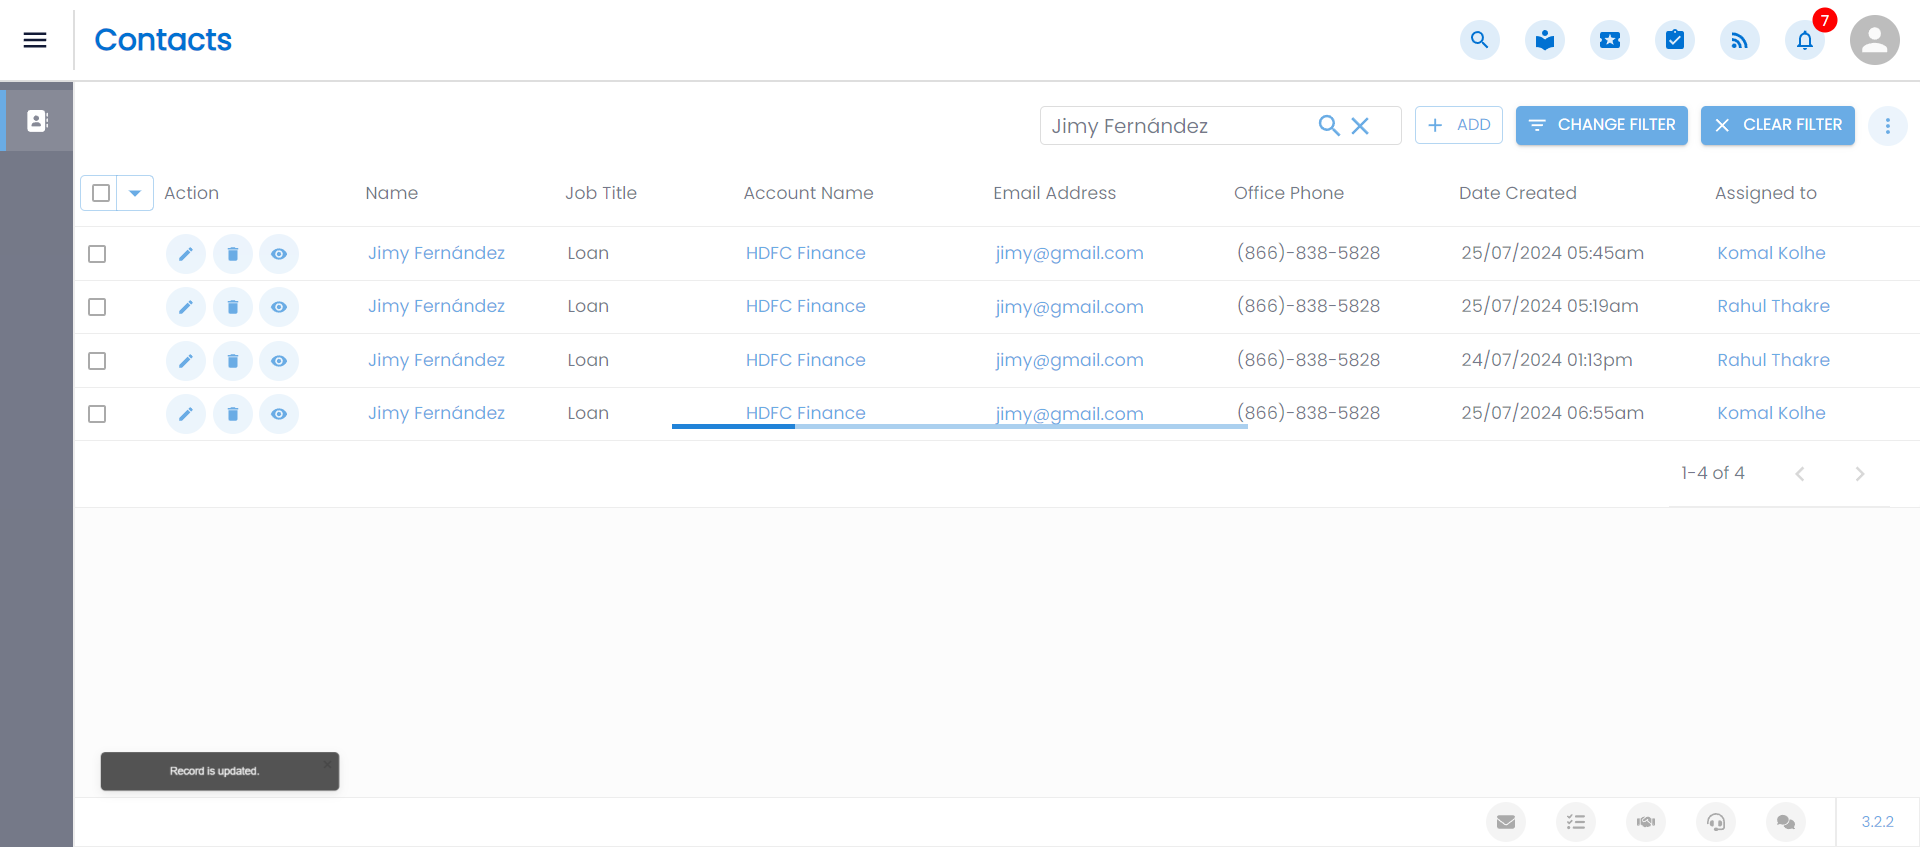 Contacts
7
Jimy Fernández
ADD
CHANGE FILTER
CLEAR FILTER
Action Name Job Title Account Name Email Address Office Phone Date Created Assigned to
Jimy Fernández Loan HDFC Finance jimy@gmail.com (866)-838-5828 25/07/2024 05:45am Komal Kolhe
Jimy Fernández Loan HDFC Finance jimy@gmail.com (866)-838-5828 25/07/2024 05:19am Rahul Thakre
Jimy Fernández Loan HDFC Finance jimy@gmail.com (866)-838-5828 24/07/2024 01:13pm Rahul Thakre
Jimy Fernández Loan HDFC Finance jimy@gmail.com (866)-838-5828 25/07/2024 06:55am Komal Kolhe
1-4 of 4
Record is updated.
3.2.2